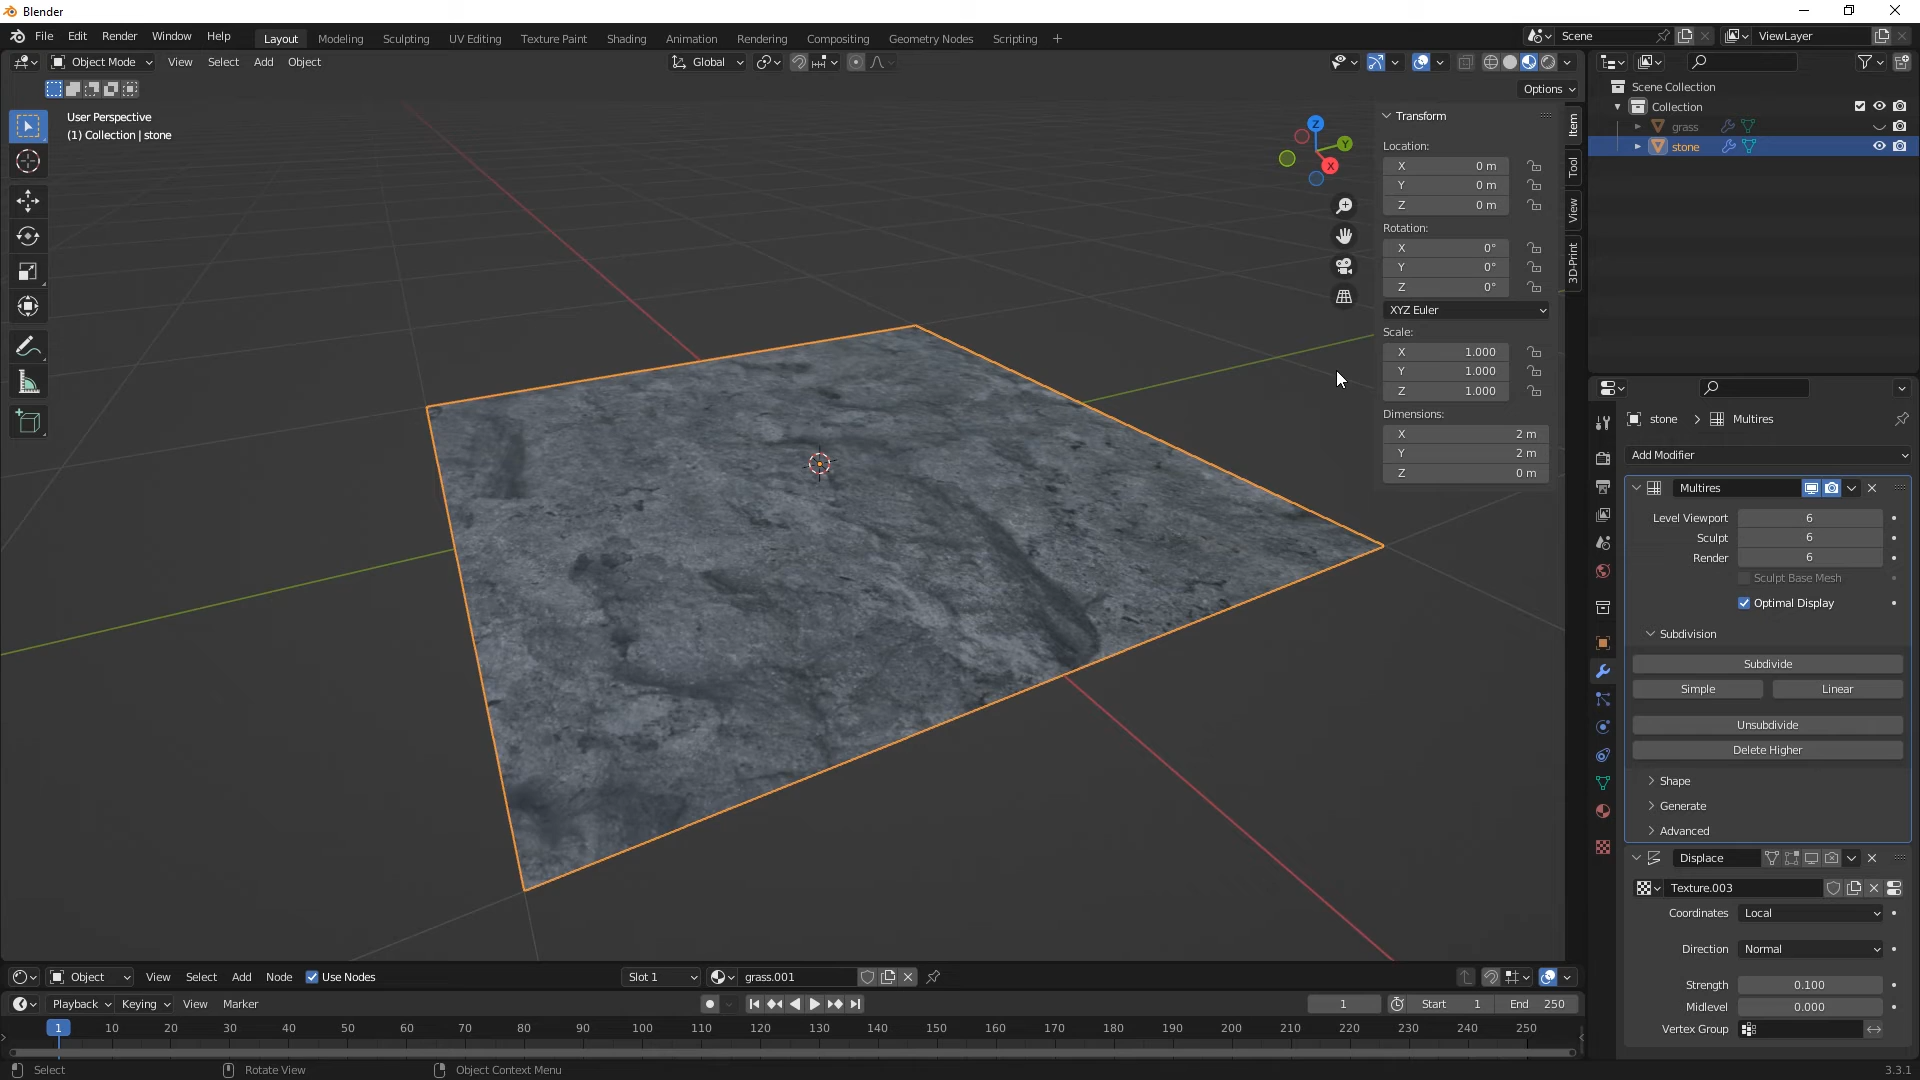 Blender
File Edit Render Window Help Layout Modeling Sculpting UV Editing Texture Paint Shading Animation Rendering Compositing Geometry Nodes Scripting + Scene ViewLayer
Object Mode View Select Add Object Global
Options
User Perspective
(1) Collection | stone
Z
Y
X
Transform
Location:
X 0 m
Y 0 m
Z 0 m
Rotation:
X 0°
Y 0°
Z 0°
XYZ Euler
Scale:
X 1.000
Y 1.000
Z 1.000
Dimensions:
X 2 m
Y 2 m
Z 0 m
Item
Tool
View
3D-Print
Scene Collection
Collection
grass
stone
stone > Multires
Add Modifier
Multires
Level Viewport 6
Sculpt 6
Render 6
Sculpt Base Mesh
Optimal Display
Subdivision
Subdivide
Simple Linear
Unsubdivide
Delete Higher
Shape
Generate
Advanced
Displace
Texture.003
Coordinates Local
Direction Normal
Strength 0.100
Midlevel 0.000
Vertex Group
Object View Select Add Node Use Nodes Slot 1 grass.001
Playback Keying View Marker 1 Start 1 End 250
1 10 20 30 40 50 60 70 80 90 100 110 120 130 140 150 160 170 180 190 200 210 220 230 240 250
Select Rotate View Object Context Menu 3.3.1